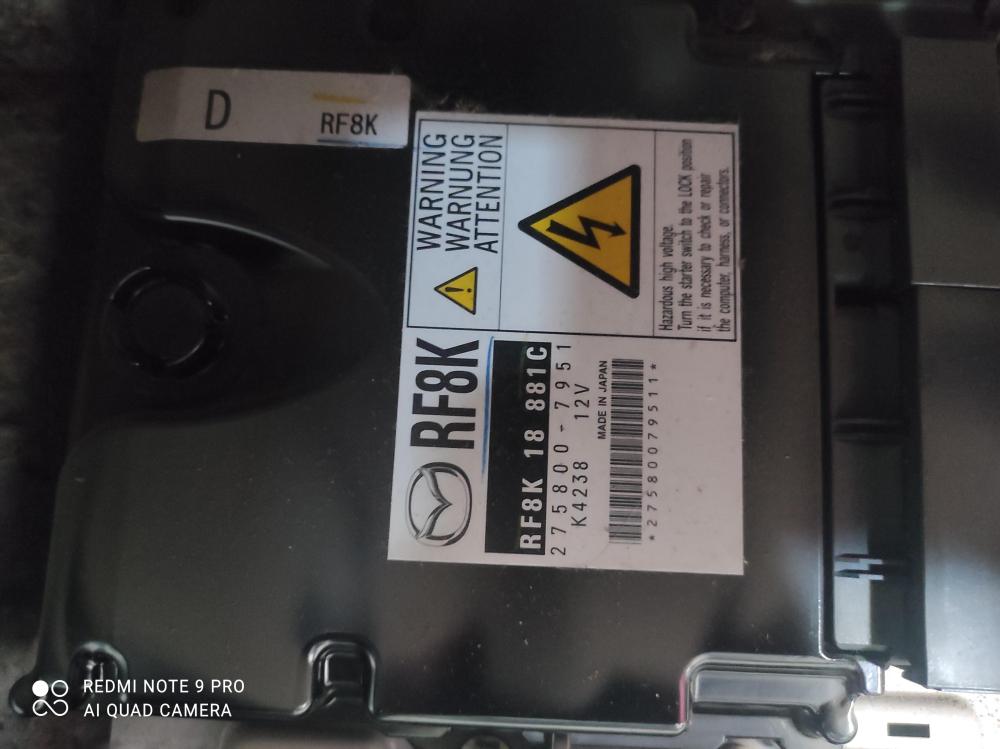 D
RF8K
WARNING
WARNUNG
ATTENTION
Hazardous high voltage.
Turn the starter switch to the LOCK position
if it is necessary to check or repair
the computer, harness, or connectors.
RF8K
RF8K 18 881C
275800-7951
K4238 12V
MADE IN JAPAN
*2758007951 1*
REDMI NOTE 9 PRO
AI QUAD CAMERA